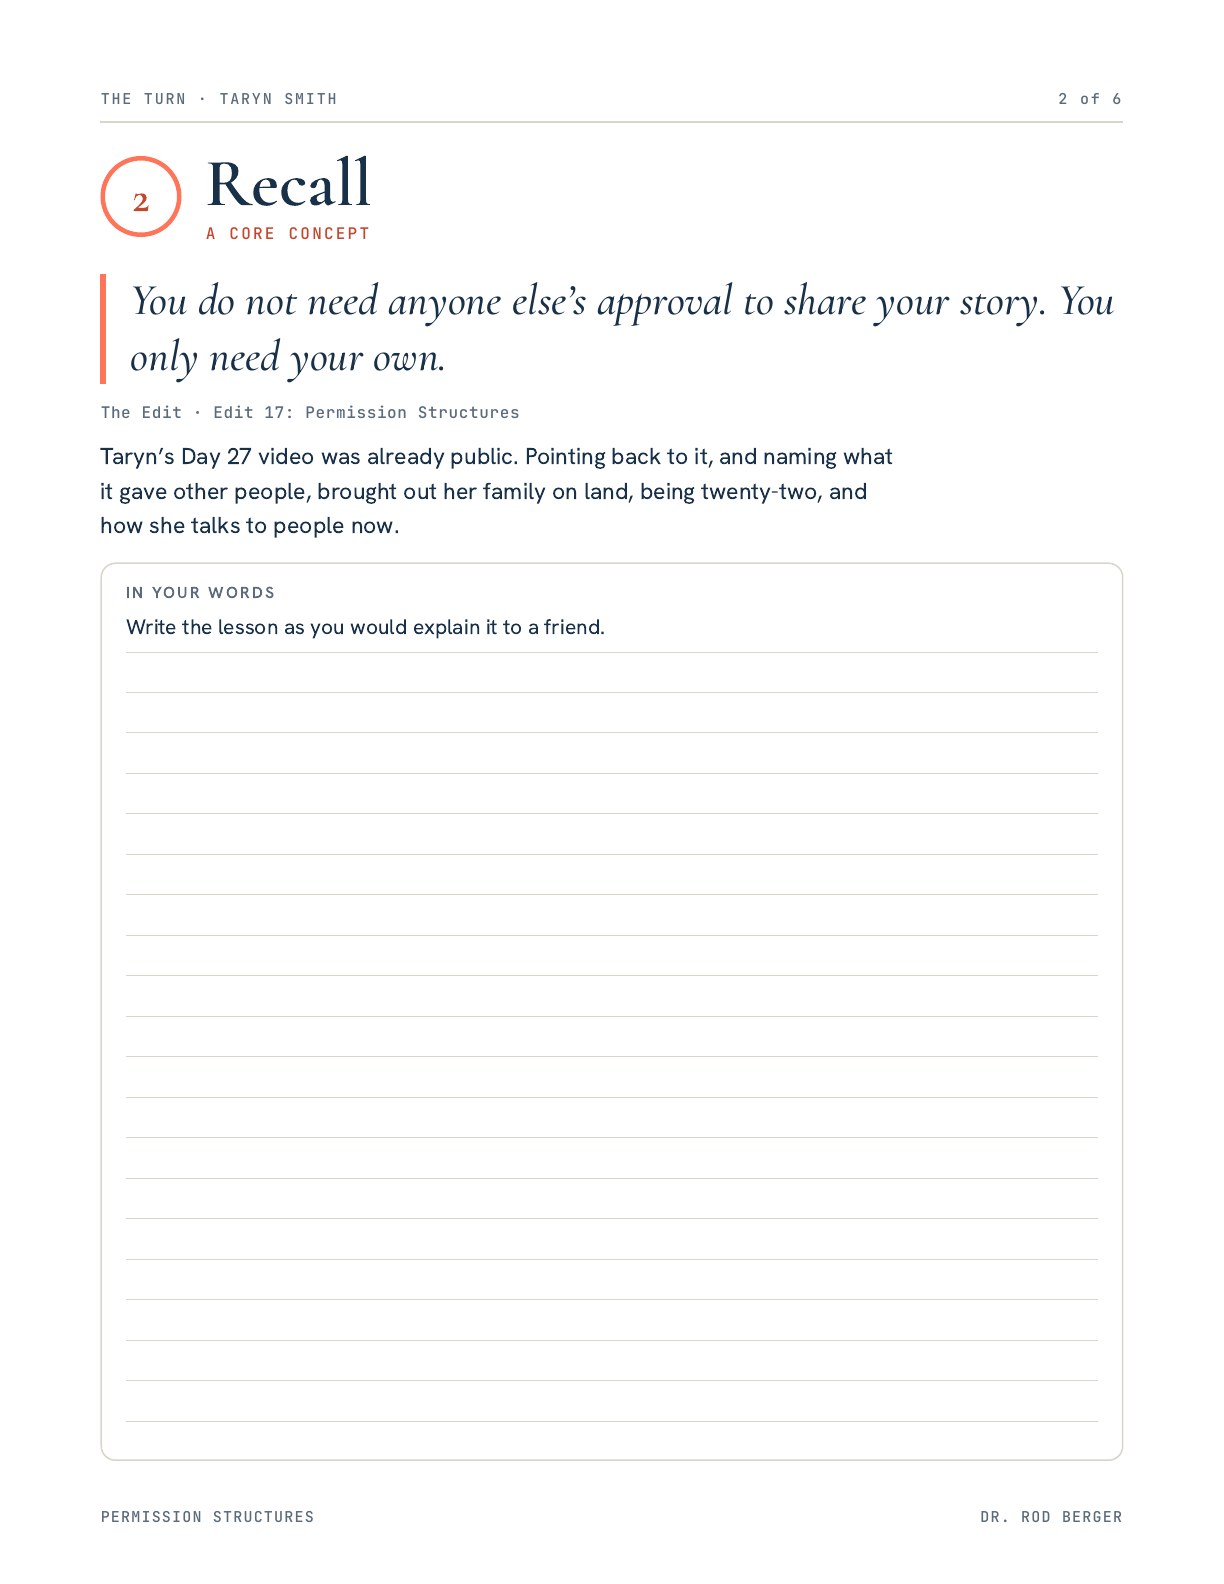 THE TURN · TARYN SMITH
2 of 6
2
Recall
A CORE CONCEPT
You do not need anyone else’s approval to share your story. You
only need your own.
The Edit · Edit 17: Permission Structures
Taryn’s Day 27 video was already public. Pointing back to it, and naming what
it gave other people, brought out her family on land, being twenty-two, and
how she talks to people now.
IN YOUR WORDS
Write the lesson as you would explain it to a friend.
PERMISSION STRUCTURES
DR. ROD BERGER